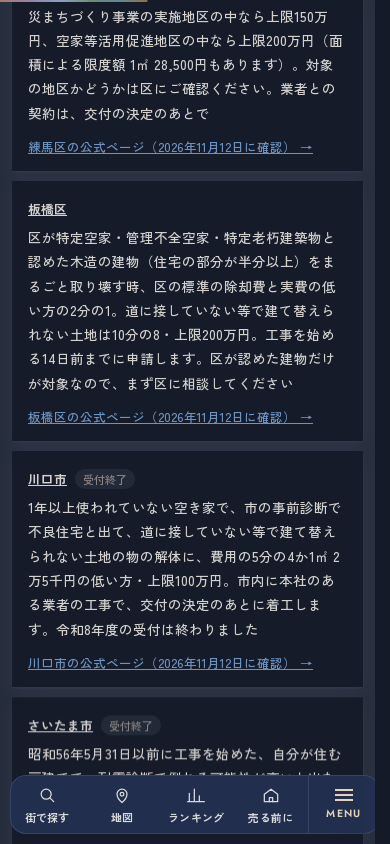 災まちづくり事業の実施地区の中なら上限150万
円、空家等活用促進地区の中なら上限200万円（面
積による限度額 1㎡ 28,500円もあります）。対象
の地区かどうかは区にご確認ください。業者との
契約は、交付の決定のあとで
練馬区の公式ページ（2026年11月12日に確認） →
板橋区
区が特定空家・管理不全空家・特定老朽建築物と
認めた木造の建物（住宅の部分が半分以上）をま
るごと取り壊す時、区の標準の除却費と実費の低
い方の2分の1。道に接していない等で建て替えら
れない土地は10分の8・上限200万円。工事を始め
る14日前までに申請します。区が認めた建物だけ
が対象なので、まず区に相談してください
板橋区の公式ページ（2026年11月12日に確認） →
川口市 受付終了
1年以上使われていない空き家で、市の事前診断で
不良住宅と出て、道に接していない等で建て替え
られない土地の物の解体に、費用の5分の4か1㎡ 2
万5千円の低い方・上限100万円。市内に本社のあ
る業者の工事で、交付の決定のあとに着工しま
す。令和8年度の受付は終わりました
川口市の公式ページ（2026年11月12日に確認） →
さいたま市 受付終了
昭和56年5月31日以前に工事を始めた、自分が住む
街で探す 地図 ランキング 売る前に MENU